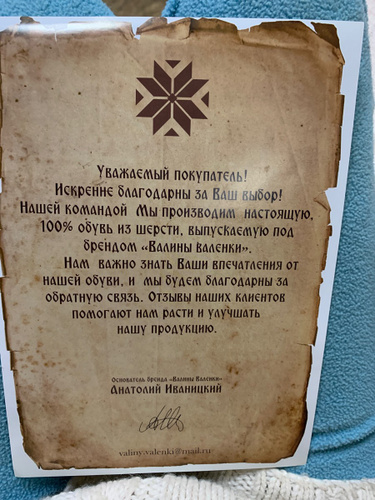 Уважаемый покупатель!
Искренне благодарны за Ваш выбор!
Нашей командой Мы производим настоящую,
100% обувь из шерсти, выпускаемую под
брендом «Валины Валенки».
Нам важно знать Ваши впечатления от
нашей обуви, и мы будем благодарны за
обратную связь. Отзывы наших клиентов
помогают нам расти и улучшать
нашу продукцию.
Основатель бренда «Валины Валенки»
Анатолий Иваницкий
valiny.valenki@mail.ru